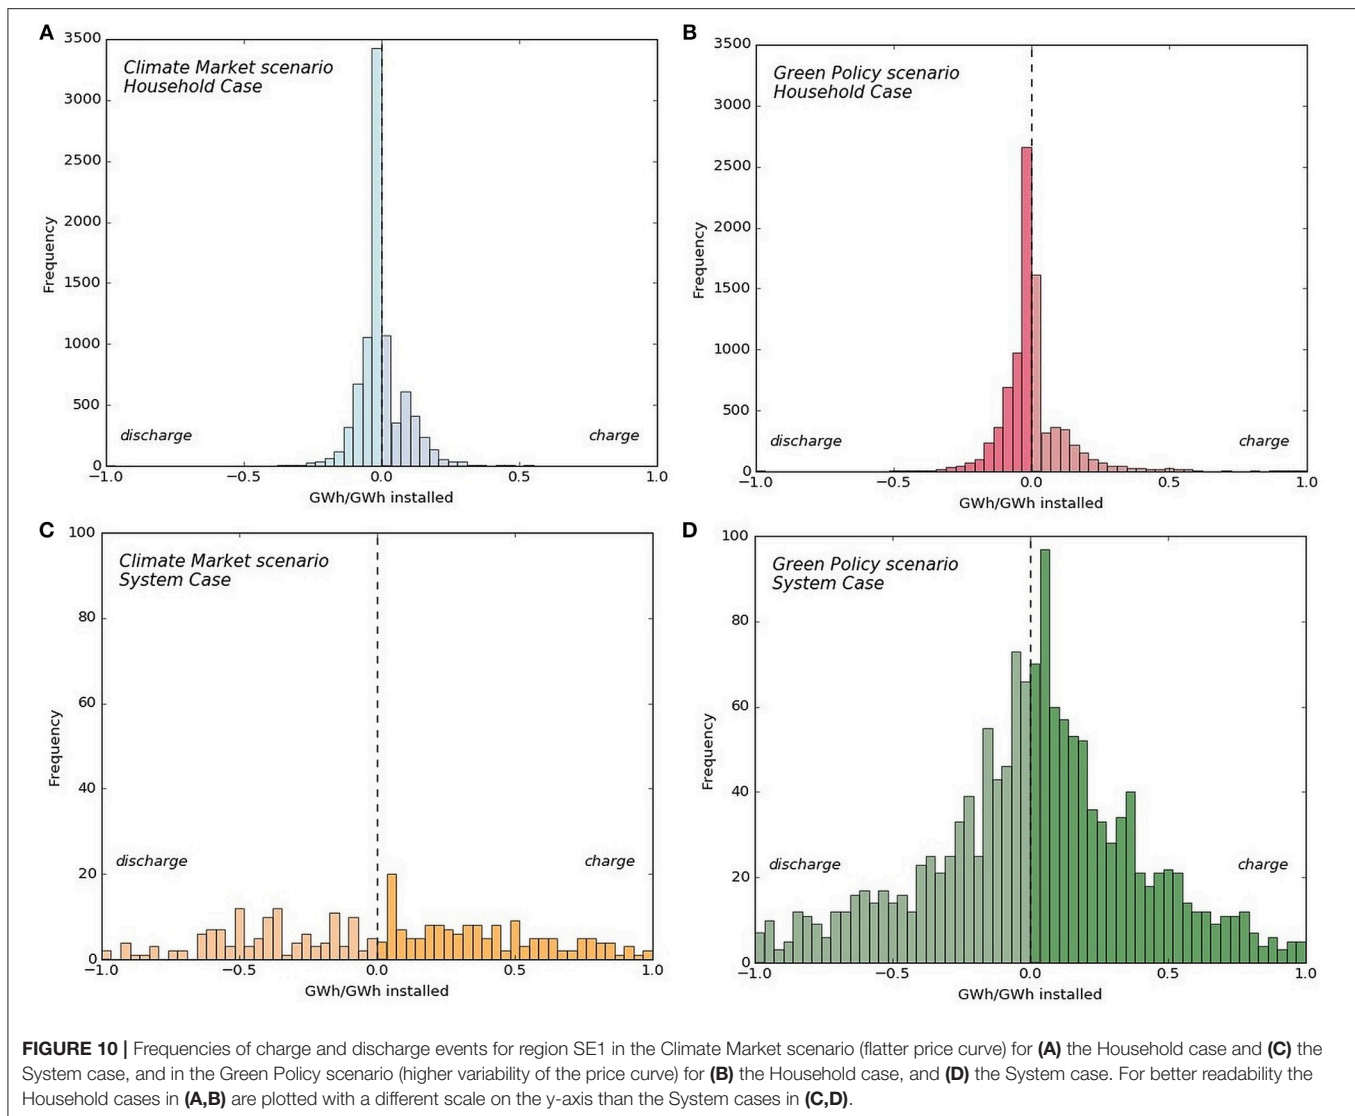 A
3500
3000
2500
2000
1500
1000
500
0
Frequency
Climate Market scenario
Household Case
discharge
charge
−1.0
−0.5
0.0
0.5
1.0
GWh/GWh installed
B
3500
3000
2500
2000
1500
1000
500
0
Frequency
Green Policy scenario
Household Case
discharge
charge
−1.0
−0.5
0.0
0.5
1.0
GWh/GWh installed
C
100
80
60
40
20
0
Frequency
Climate Market scenario
System Case
discharge
charge
−1.0
−0.5
0.0
0.5
1.0
GWh/GWh installed
D
100
80
60
40
20
0
Frequency
Green Policy scenario
System Case
discharge
charge
−1.0
−0.5
0.0
0.5
1.0
GWh/GWh installed
FIGURE 10 | Frequencies of charge and discharge events for region SE1 in the Climate Market scenario (flatter price curve) for (A) the Household case and (C) the
System case, and in the Green Policy scenario (higher variability of the price curve) for (B) the Household case, and (D) the System case. For better readability the
Household cases in (A,B) are plotted with a different scale on the y-axis than the System cases in (C,D).